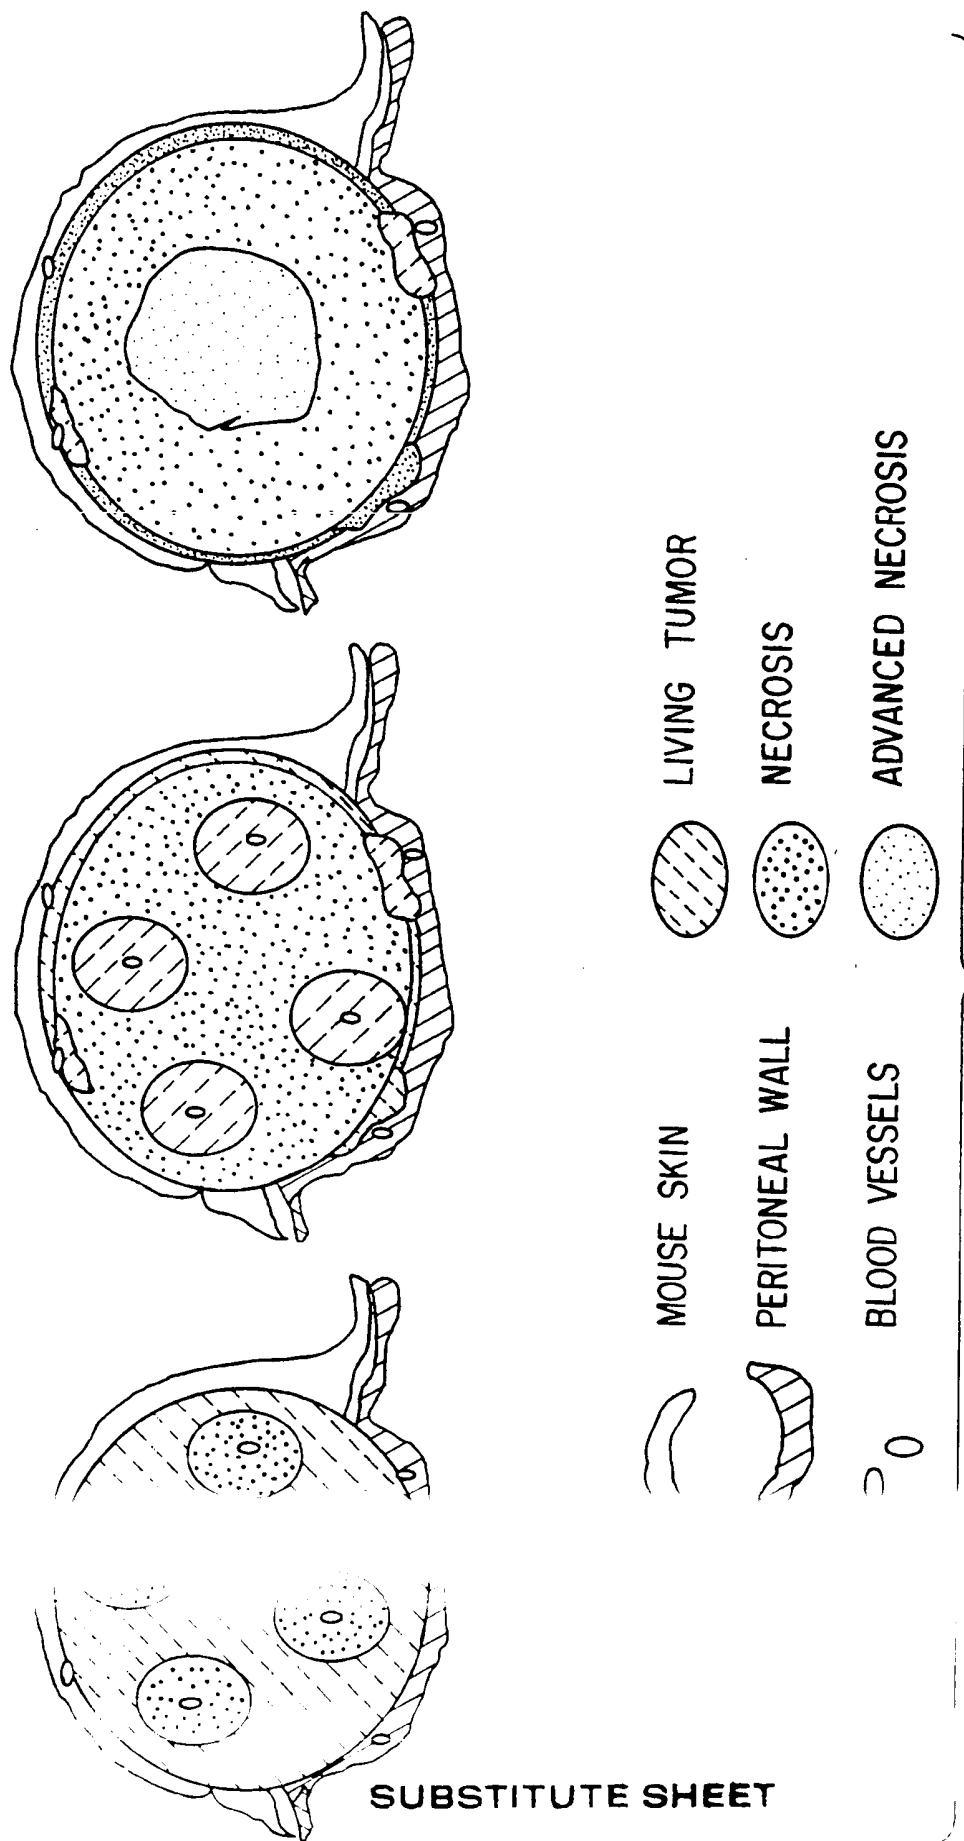 MOUSE SKIN
PERITONEAL WALL
BLOOD VESSELS
LIVING TUMOR
NECROSIS
ADVANCED NECROSIS
SUBSTITUTE SHEET